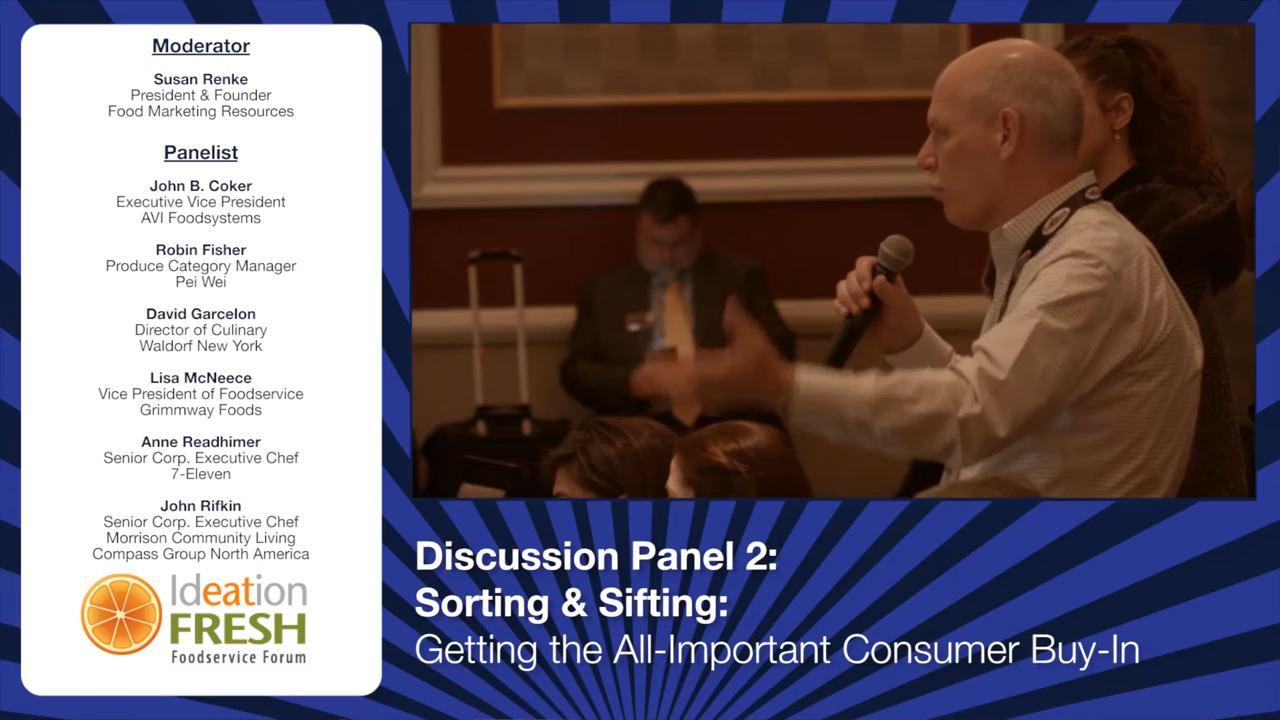 Moderator
Susan Renke
President & Founder
Food Marketing Resources
Panelist
John B. Coker
Executive Vice President
AVI Foodsystems
Robin Fisher
Produce Category Manager
Pei Wei
David Garcelon
Director of Culinary
Waldorf New York
Lisa McNeece
Vice President of Foodservice
Grimmway Foods
Anne Readhimer
Senior Corp. Executive Chef
7-Eleven
John Rifkin
Senior Corp. Executive Chef
Morrison Community Living
Compass Group North America
Ideation
FRESH
Foodservice Forum
Discussion Panel 2:
Sorting & Sifting:
Getting the All-Important Consumer Buy-In